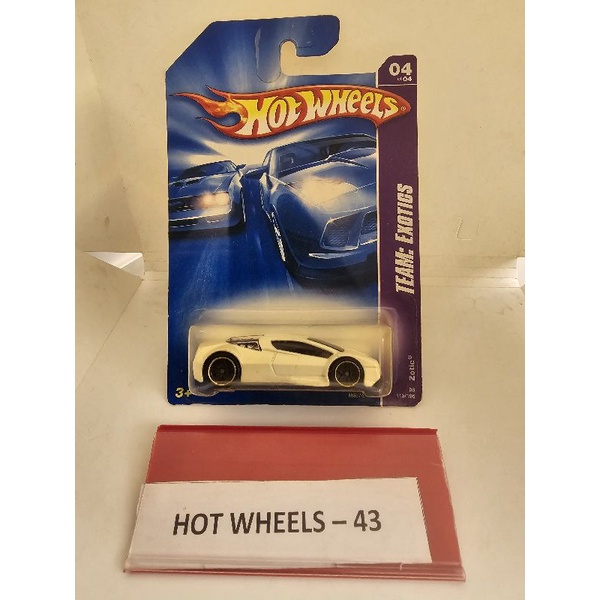 04
of 04
HOT WHEELS
TEAM: EXOTICS
Zotic®
3+
HOT WHEELS – 43